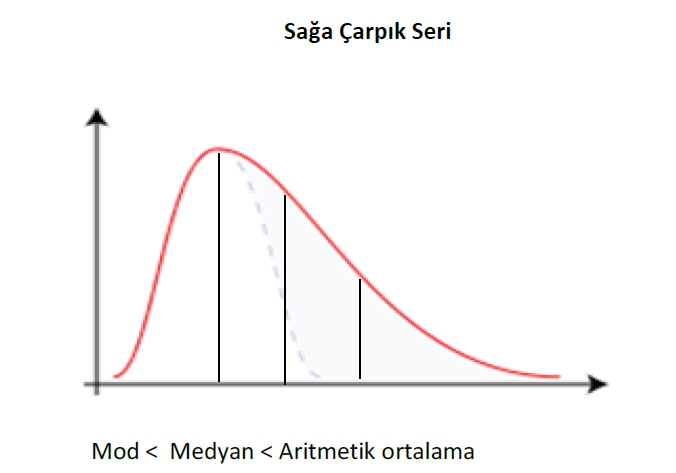 Sağa Çarpık Seri
Mod < Medyan < Aritmetik ortalama